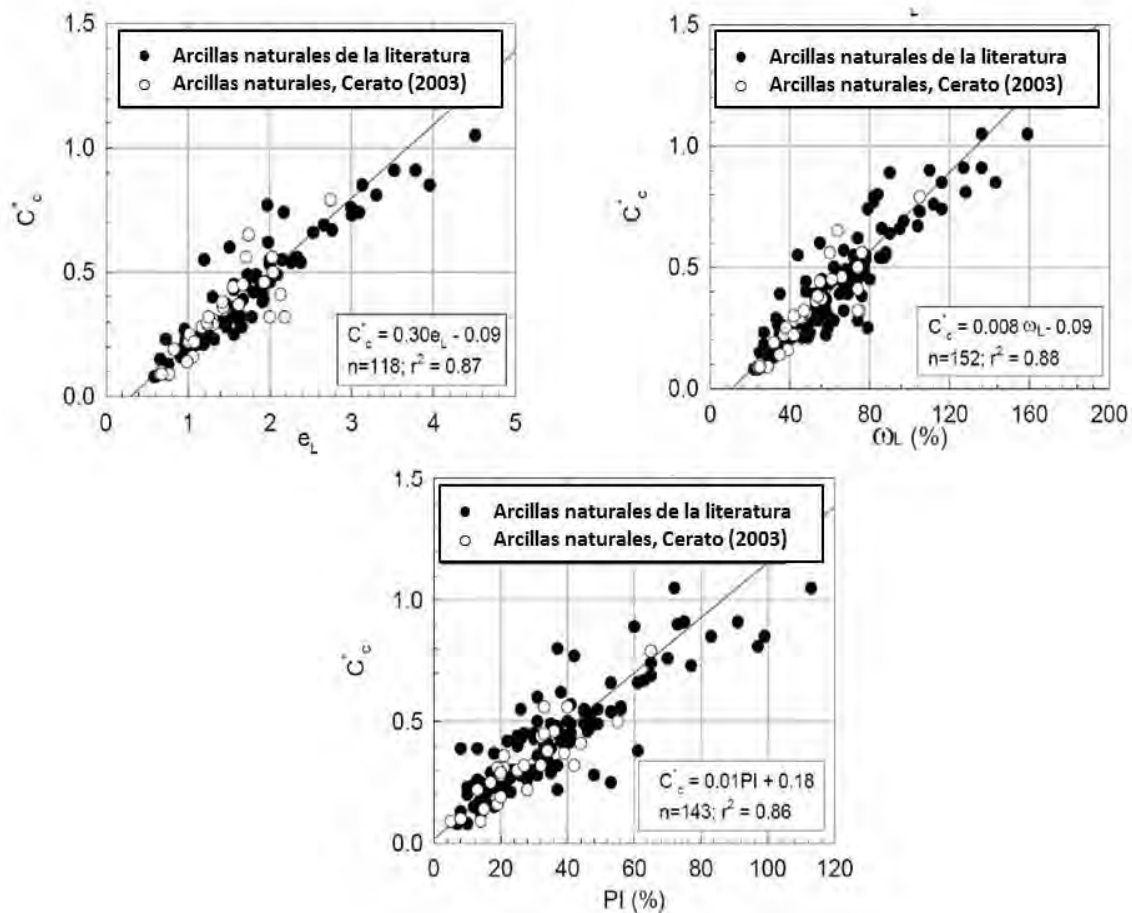 1.5
Arcillas naturales de la literatura
Arcillas naturales, Cerato (2003)
1.0
C*c
0.5
C*c = 0.30eL - 0.09
n=118; r² = 0.87
0.0
0 1 2 3 4 5
eL
L
1.5
Arcillas naturales de la literatura
Arcillas naturales, Cerato (2003)
1.0
C*c
0.5
C*c = 0.008 ωL - 0.09
n=152; r² = 0.88
0.0
0 40 80 120 160 200
ωL (%)
1.5
Arcillas naturales de la literatura
Arcillas naturales, Cerato (2003)
1.0
C*c
0.5
C*c = 0.01PI + 0.18
n=143; r² = 0.86
0.0
0 20 40 60 80 100 120
PI (%)